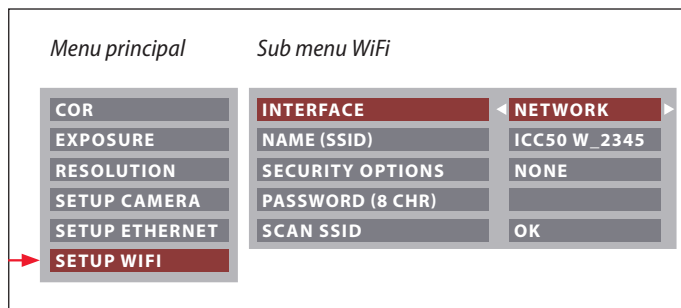 Menu principal
Sub menu WiFi
COR
EXPOSURE
RESOLUTION
SETUP CAMERA
SETUP ETHERNET
SETUP WIFI
INTERFACE NETWORK
NAME (SSID) ICC50 W_2345
SECURITY OPTIONS NONE
PASSWORD (8 CHR)
SCAN SSID OK